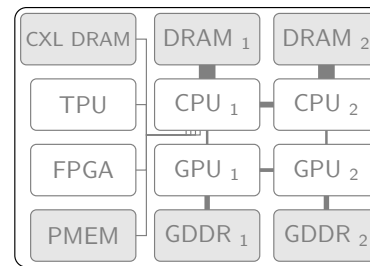 CXL DRAM DRAM 1 DRAM 2
TPU CPU 1 CPU 2
FPGA GPU 1 GPU 2
PMEM GDDR 1 GDDR 2